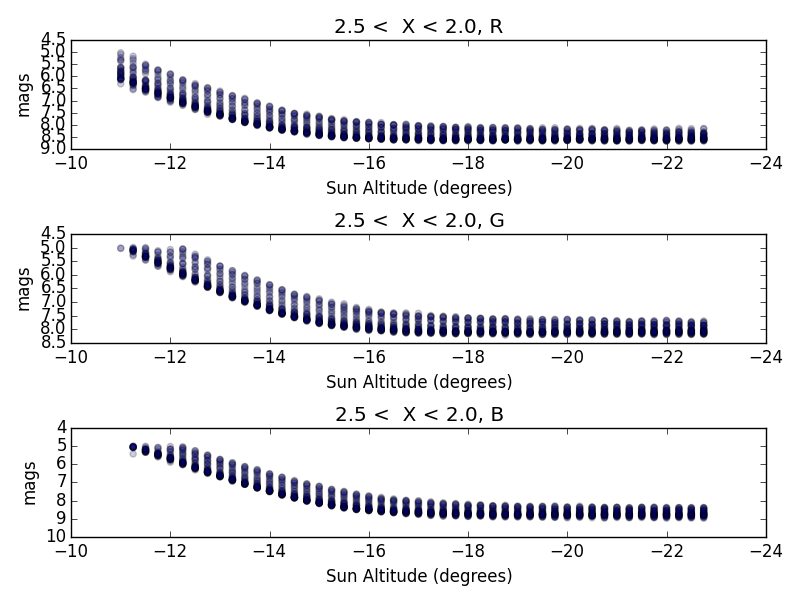 2.5 < X < 2.0, R
4.5
5.0
5.5
6.0
6.5
7.0
7.5
8.0
8.5
9.0
mags
−10 −12 −14 −16 −18 −20 −22 −24
Sun Altitude (degrees)
2.5 < X < 2.0, G
4.5
5.0
5.5
6.0
6.5
7.0
7.5
8.0
8.5
mags
−10 −12 −14 −16 −18 −20 −22 −24
Sun Altitude (degrees)
2.5 < X < 2.0, B
4
5
6
7
8
9
10
mags
−10 −12 −14 −16 −18 −20 −22 −24
Sun Altitude (degrees)